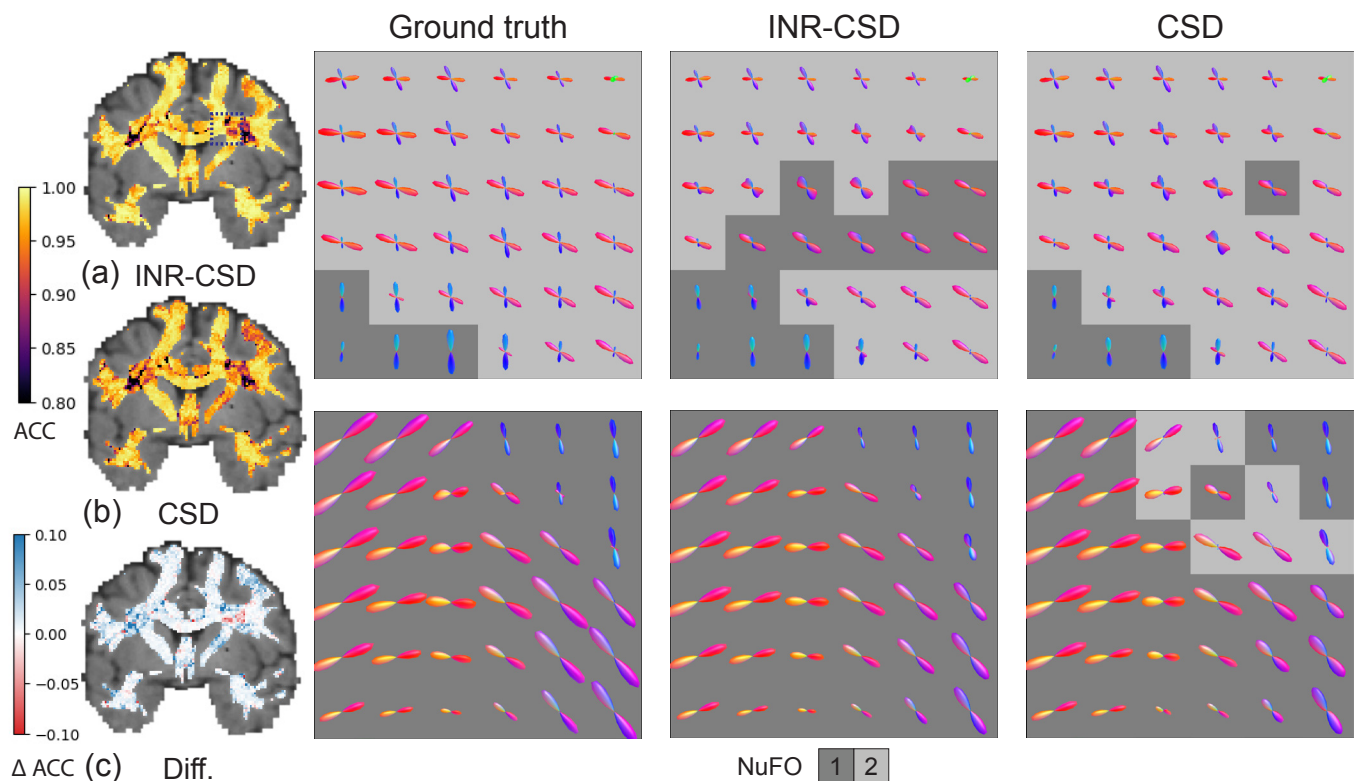 Ground truth
INR-CSD
CSD
1.00
0.95
0.90
0.85
0.80
ACC
(a) INR-CSD
(b) CSD
0.10
0.05
0.00
−0.05
−0.10
Δ ACC
(c) Diff.
NuFO 1 2